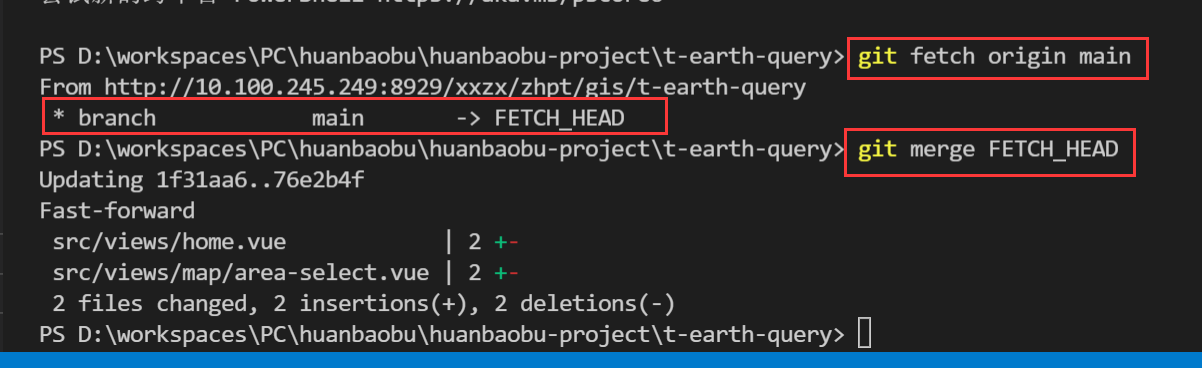 PS D:\workspaces\PC\huanbaobu\huanbaobu-project\t-earth-query> git fetch origin main
From http://10.100.245.249:8929/xxzx/zhpt/gis/t-earth-query
* branch main -> FETCH_HEAD
PS D:\workspaces\PC\huanbaobu\huanbaobu-project\t-earth-query> git merge FETCH_HEAD
Updating 1f31aa6..76e2b4f
Fast-forward
src/views/home.vue | 2 +-
src/views/map/area-select.vue | 2 +-
2 files changed, 2 insertions(+), 2 deletions(-)
PS D:\workspaces\PC\huanbaobu\huanbaobu-project\t-earth-query>